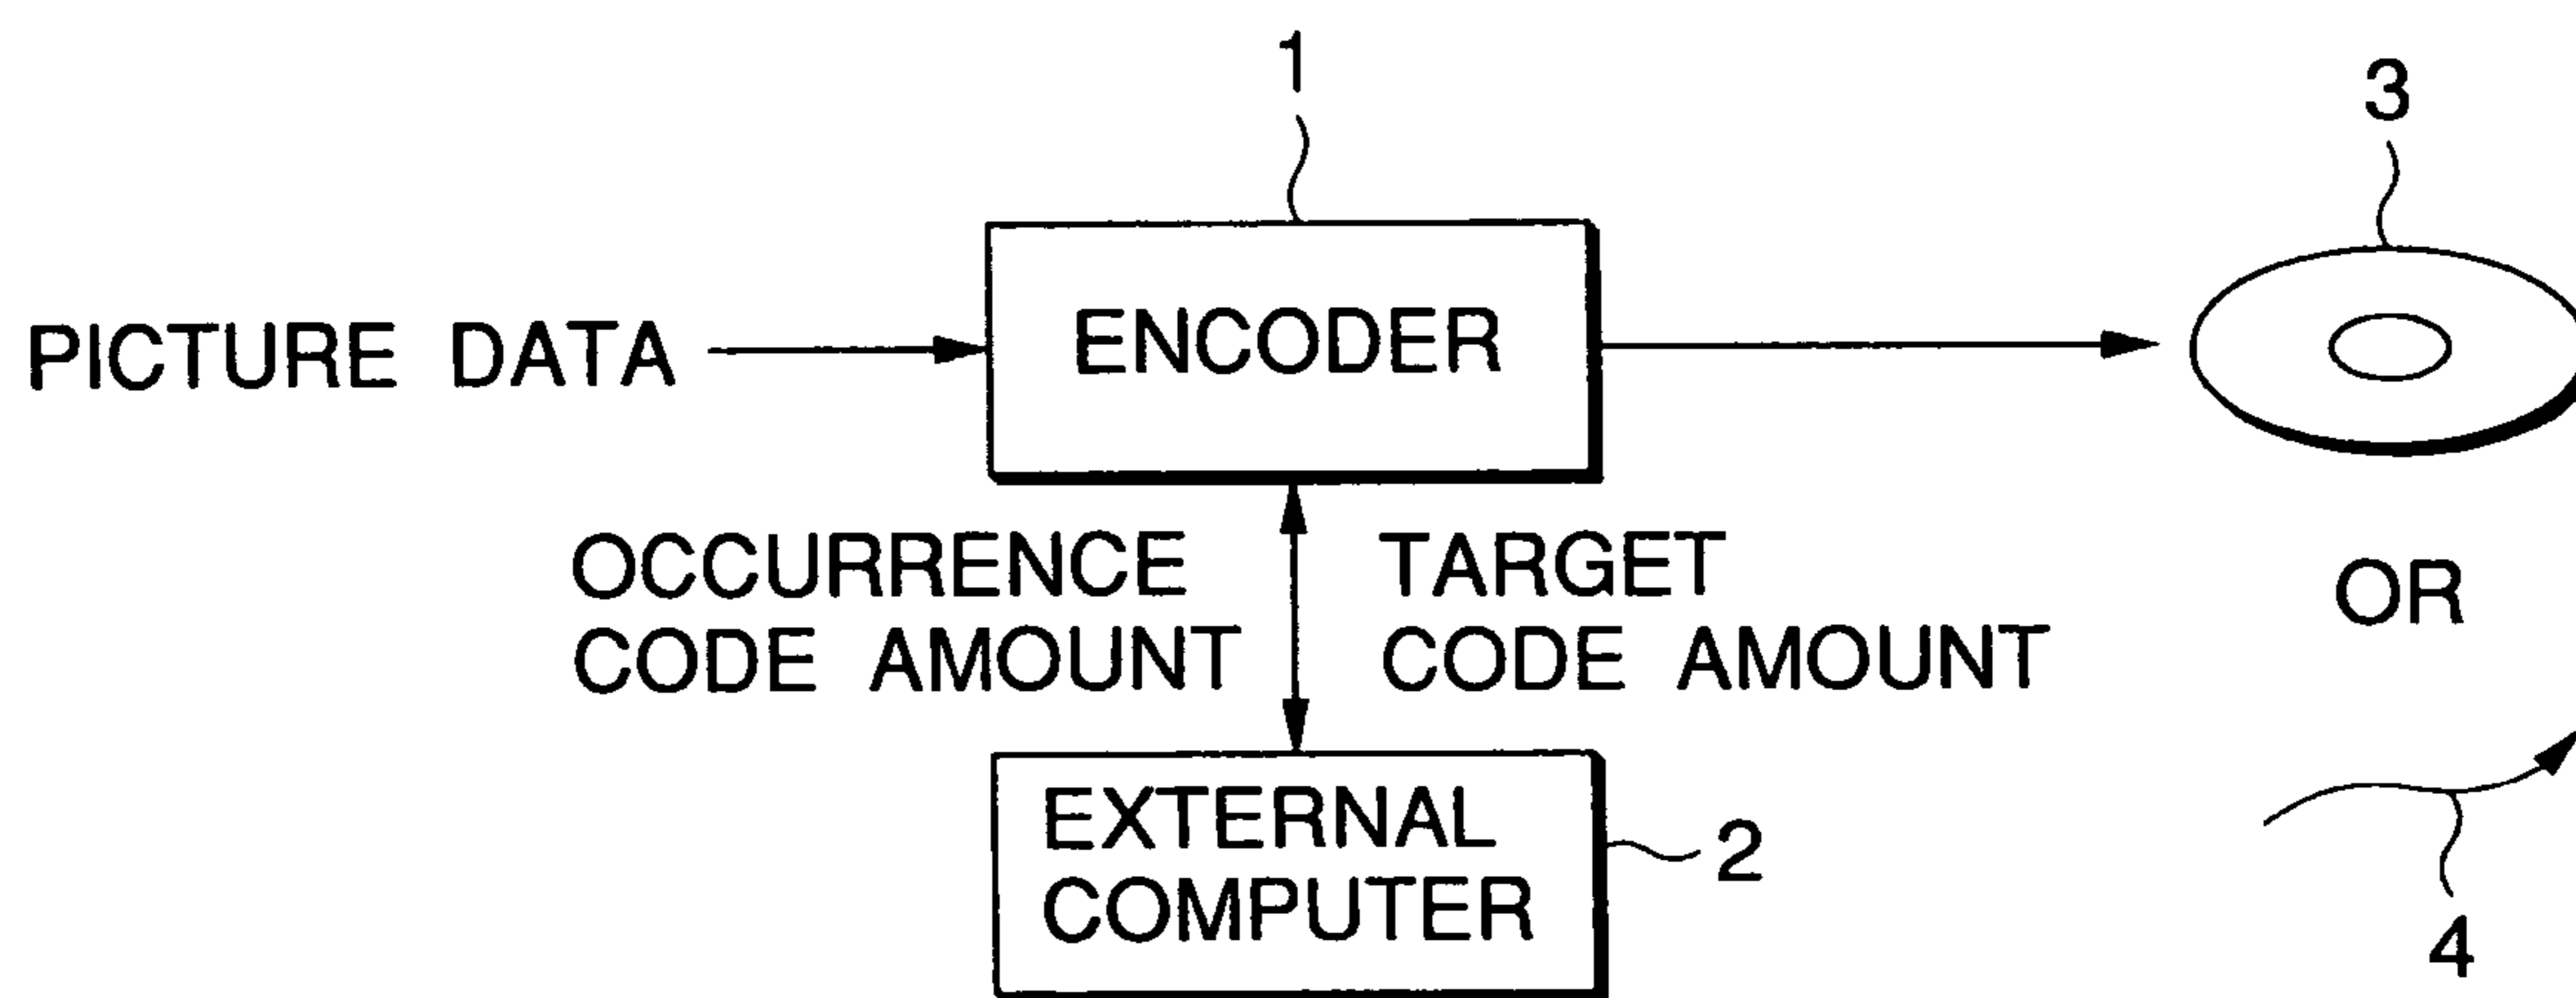 1
3
PICTURE DATA
ENCODER
OCCURRENCE
CODE AMOUNT
TARGET
CODE AMOUNT
OR
EXTERNAL
COMPUTER
2
4